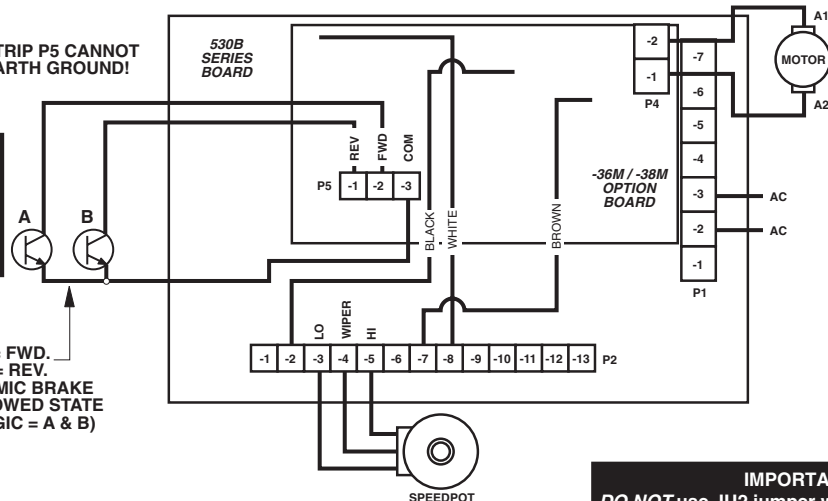 TRIP P5 CANNOT
ARTH GROUND!
530B
SERIES
BOARD
A1
MOTOR
A2
-2
-1
P4
-7
-6
-5
-4
-3
-2
-1
P1
AC
AC
-36M / -38M
OPTION
BOARD
REV
FWD
COM
P5
-1 -2 -3
BLACK
WHITE
BROWN
A
B
FWD.
= REV.
MIC BRAKE
OWED STATE
GIC = A & B)
LO
WIPER
HI
-1 -2 -3 -4 -5 -6 -7 -8 -9 -10 -11 -12 -13 P2
SPEEDPOT
IMPORTA
DO NOT use